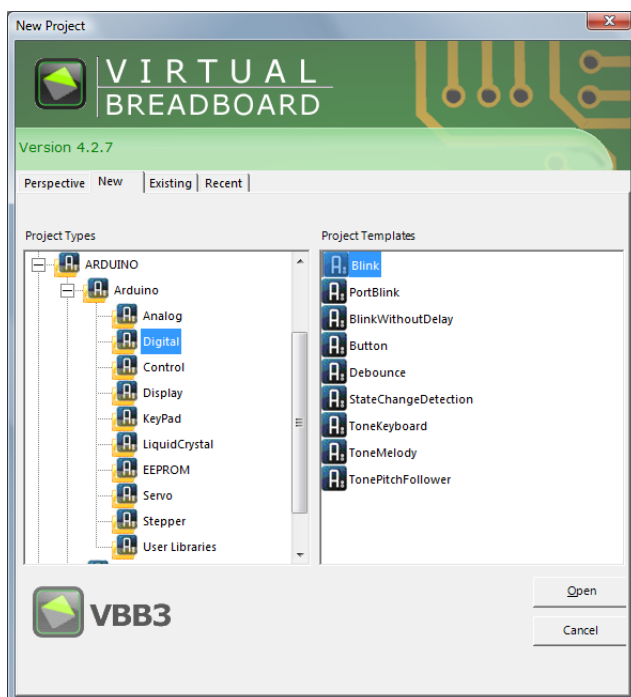 New Project
VIRTUAL
BREADBOARD
Version 4.2.7
Perspective New Existing Recent
Project Types
ARDUINO
Arduino
Analog
Digital
Control
Display
KeyPad
LiquidCrystal
EEPROM
Servo
Stepper
User Libraries
Project Templates
Blink
PortBlink
BlinkWithoutDelay
Button
Debounce
StateChangeDetection
ToneKeyboard
ToneMelody
TonePitchFollower
VBB3
Open
Cancel